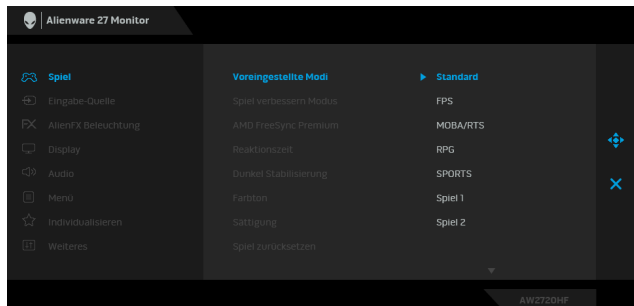 Alienware 27 Monitor
Spiel
Eingabe-Quelle
AlienFX Beleuchtung
Display
Audio
Menü
Individualisieren
Weiteres
Voreingestellte Modi
Spiel verbessern Modus
AMD FreeSync Premium
Reaktionszeit
Dunkel Stabilisierung
Farbton
Sättigung
Spiel zurücksetzen
Standard
FPS
MOBA/RTS
RPG
SPORTS
Spiel 1
Spiel 2
AW2720HF